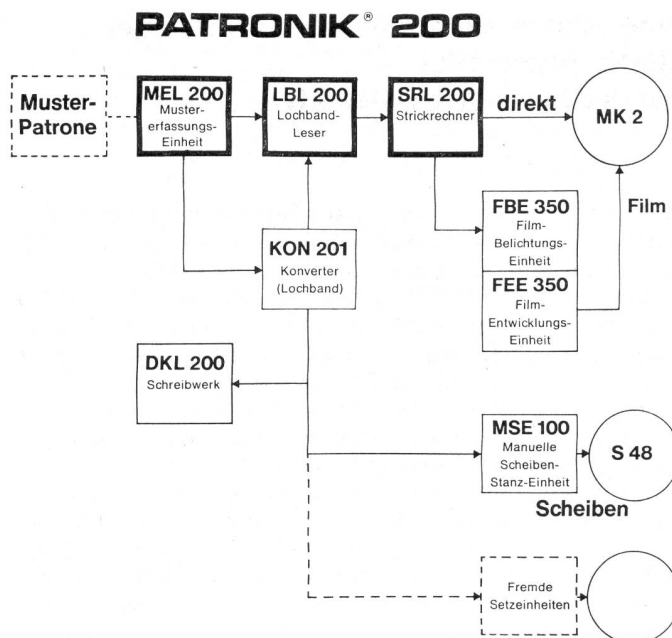 PATRONIK® 200
Muster-
Patrone
MEL 200
Muster-
erfassungs-
Einheit
LBL 200
Lochband-
Leser
SRL 200
Strickrechner
direkt
MK 2
FBE 350
Film-
Belichtungs-
Einheit
Film
KON 201
Konverter
(Lochband)
FEE 350
Film-
Entwicklungs-
Einheit
DKL 200
Schreibwerk
MSE 100
Manuelle
Scheiben-
Stanz-Einheit
S 48
Scheiben
Fremde
Setzeinheiten